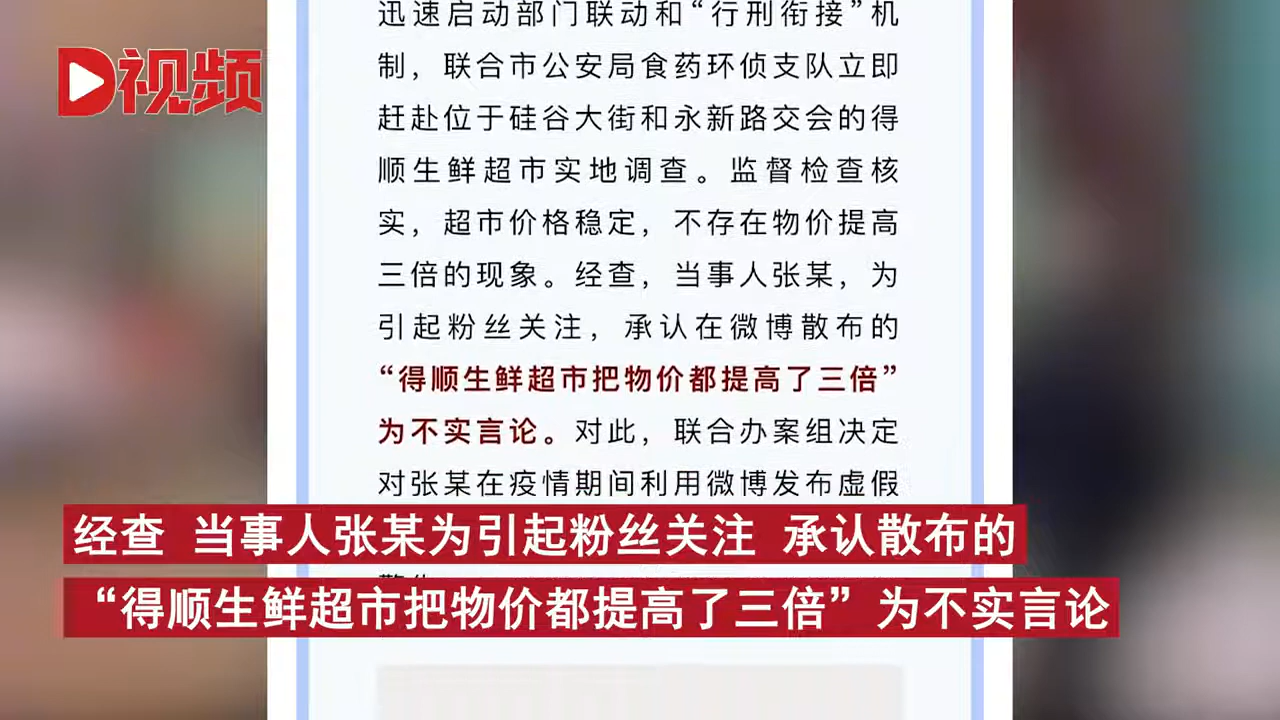 迅速启动部门联动和“行刑衔接”机
制，联合市公安局食药环侦支队立即
赶赴位于硅谷大街和永新路交会的得
顺生鲜超市实地调查。监督检查核
实，超市价格稳定，不存在物价提高
三倍的现象。经查，当事人张某，为
引起粉丝关注，承认在微博散布的
“得顺生鲜超市把物价都提高了三倍”
为不实言论。对此，联合办案组决定
对张某在疫情期间利用微博发布虚假
视频
经查 当事人张某为引起粉丝关注 承认散布的
“得顺生鲜超市把物价都提高了三倍”为不实言论